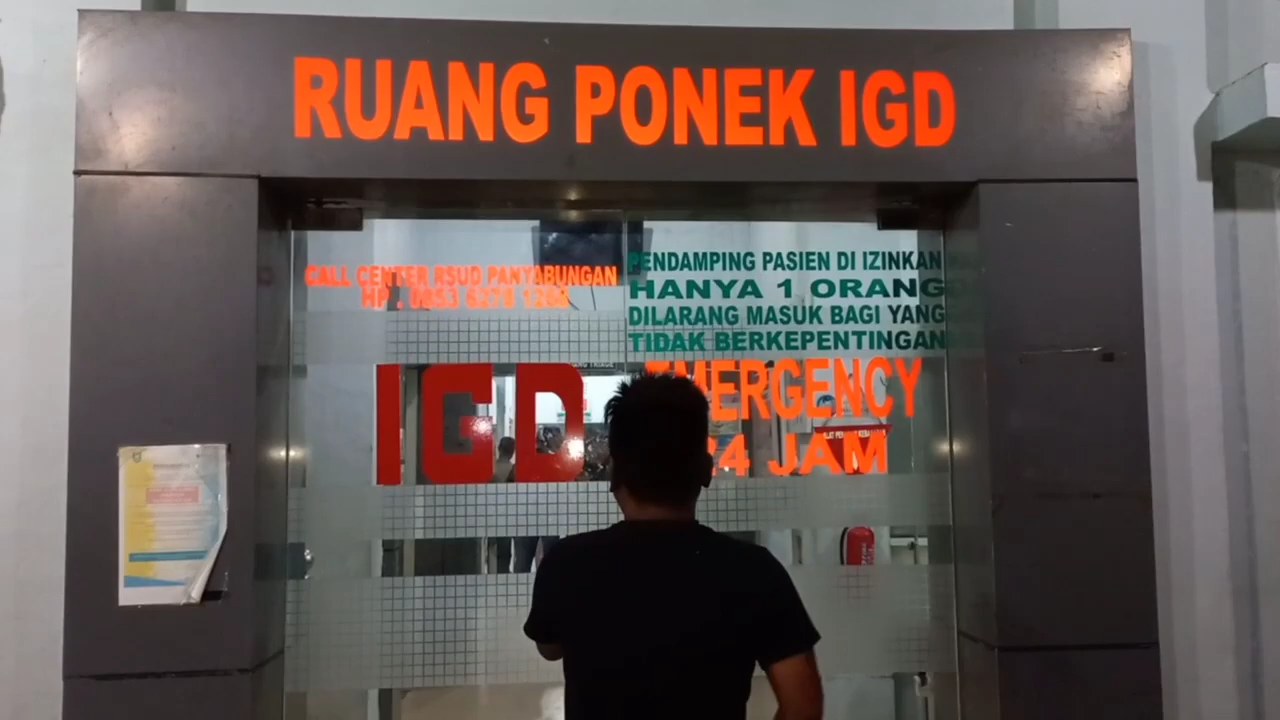 RUANG PONEK IGD
CALL CENTER RSUD PANYABUNGAN
HP.
PENDAMPING PASIEN DI IZINKAN
HANYA 1 ORANG
DILARANG MASUK BAGI YANG
TIDAK BERKEPENTINGAN
IGD
EMERGENCY
24 JAM